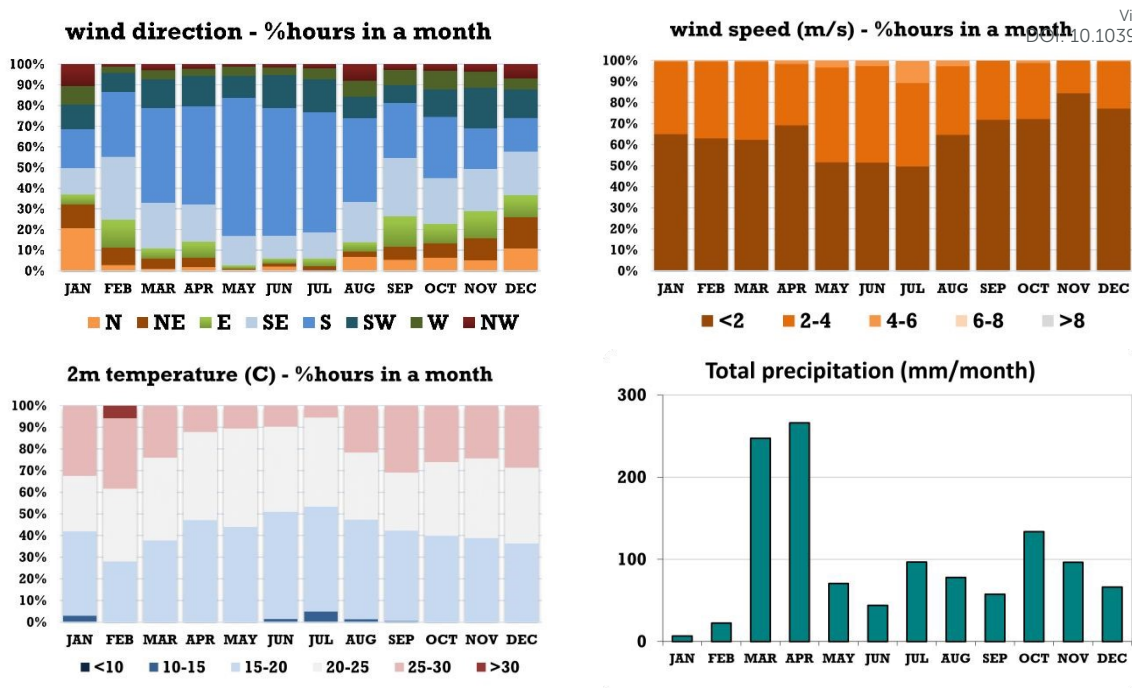 Vi
DOI: 10.1039
wind direction - %hours in a month
100%
90%
80%
70%
60%
50%
40%
30%
20%
10%
0%
JAN FEB MAR APR MAY JUN JUL AUG SEP OCT NOV DEC
N NE E SE S SW W NW
wind speed (m/s) - %hours in a month
100%
90%
80%
70%
60%
50%
40%
30%
20%
10%
0%
JAN FEB MAR APR MAY JUN JUL AUG SEP OCT NOV DEC
<2 2-4 4-6 6-8 >8
2m temperature (C) - %hours in a month
100%
90%
80%
70%
60%
50%
40%
30%
20%
10%
0%
JAN FEB MAR APR MAY JUN JUL AUG SEP OCT NOV DEC
<10 10-15 15-20 20-25 25-30 >30
Total precipitation (mm/month)
300
200
100
0
JAN FEB MAR APR MAY JUN JUL AUG SEP OCT NOV DEC